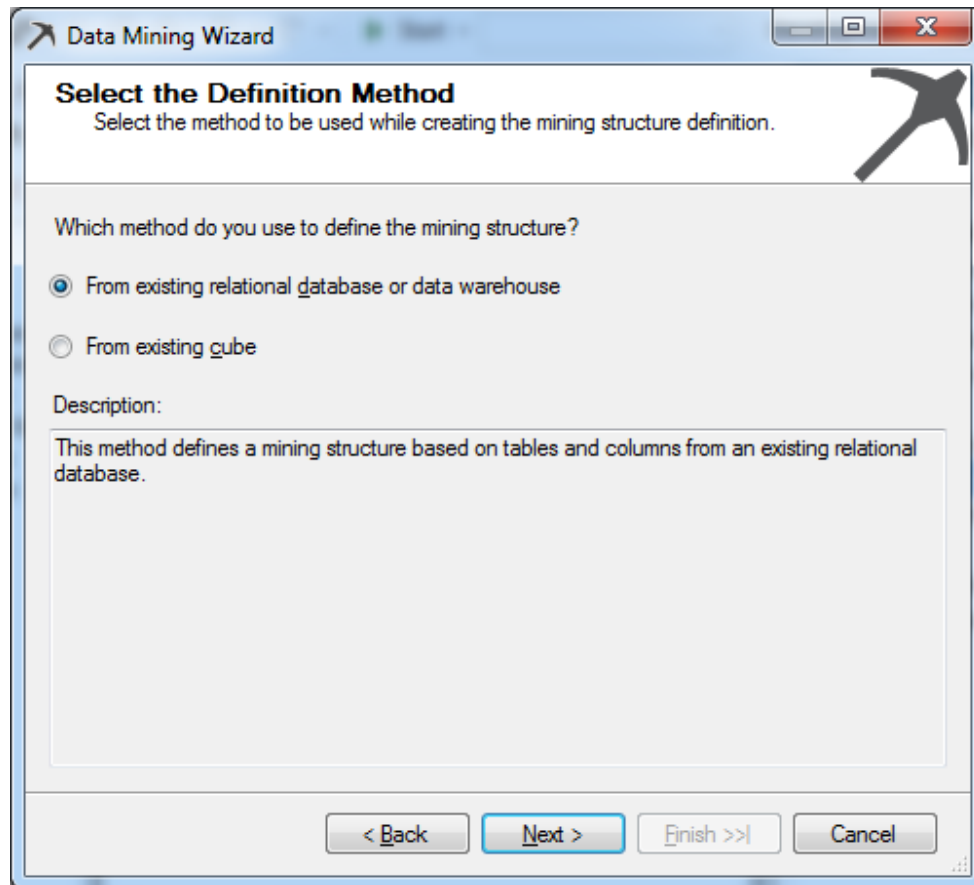 Data Mining Wizard
Select the Definition Method
Select the method to be used while creating the mining structure definition.
Which method do you use to define the mining structure?
From existing relational database or data warehouse
From existing cube
Description:
This method defines a mining structure based on tables and columns from an existing relational
database.
< Back
Next >
Finish >>|
Cancel